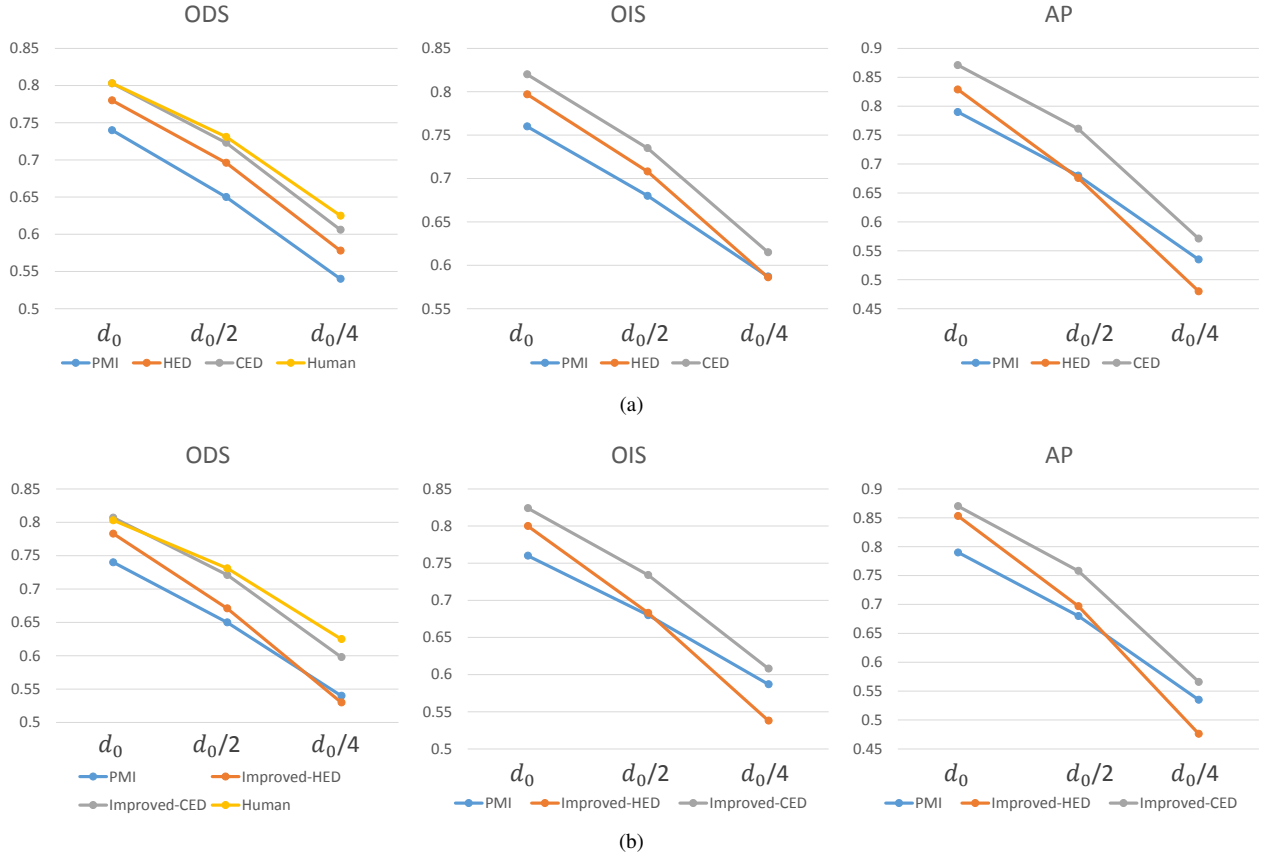 ODS
0.85
0.8
0.75
0.7
0.65
0.6
0.55
0.5
d₀ d₀/2 d₀/4
PMI HED CED Human
OIS
0.85
0.8
0.75
0.7
0.65
0.6
0.55
d₀ d₀/2 d₀/4
PMI HED CED
AP
0.9
0.85
0.8
0.75
0.7
0.65
0.6
0.55
0.5
0.45
d₀ d₀/2 d₀/4
PMI HED CED
(a)
ODS
0.85
0.8
0.75
0.7
0.65
0.6
0.55
0.5
d₀ d₀/2 d₀/4
PMI Improved-HED
Improved-CED Human
OIS
0.85
0.8
0.75
0.7
0.65
0.6
0.55
0.5
d₀ d₀/2 d₀/4
PMI Improved-HED Improved-CED
AP
0.9
0.85
0.8
0.75
0.7
0.65
0.6
0.55
0.5
0.45
d₀ d₀/2 d₀/4
PMI Improved-HED Improved-CED
(b)